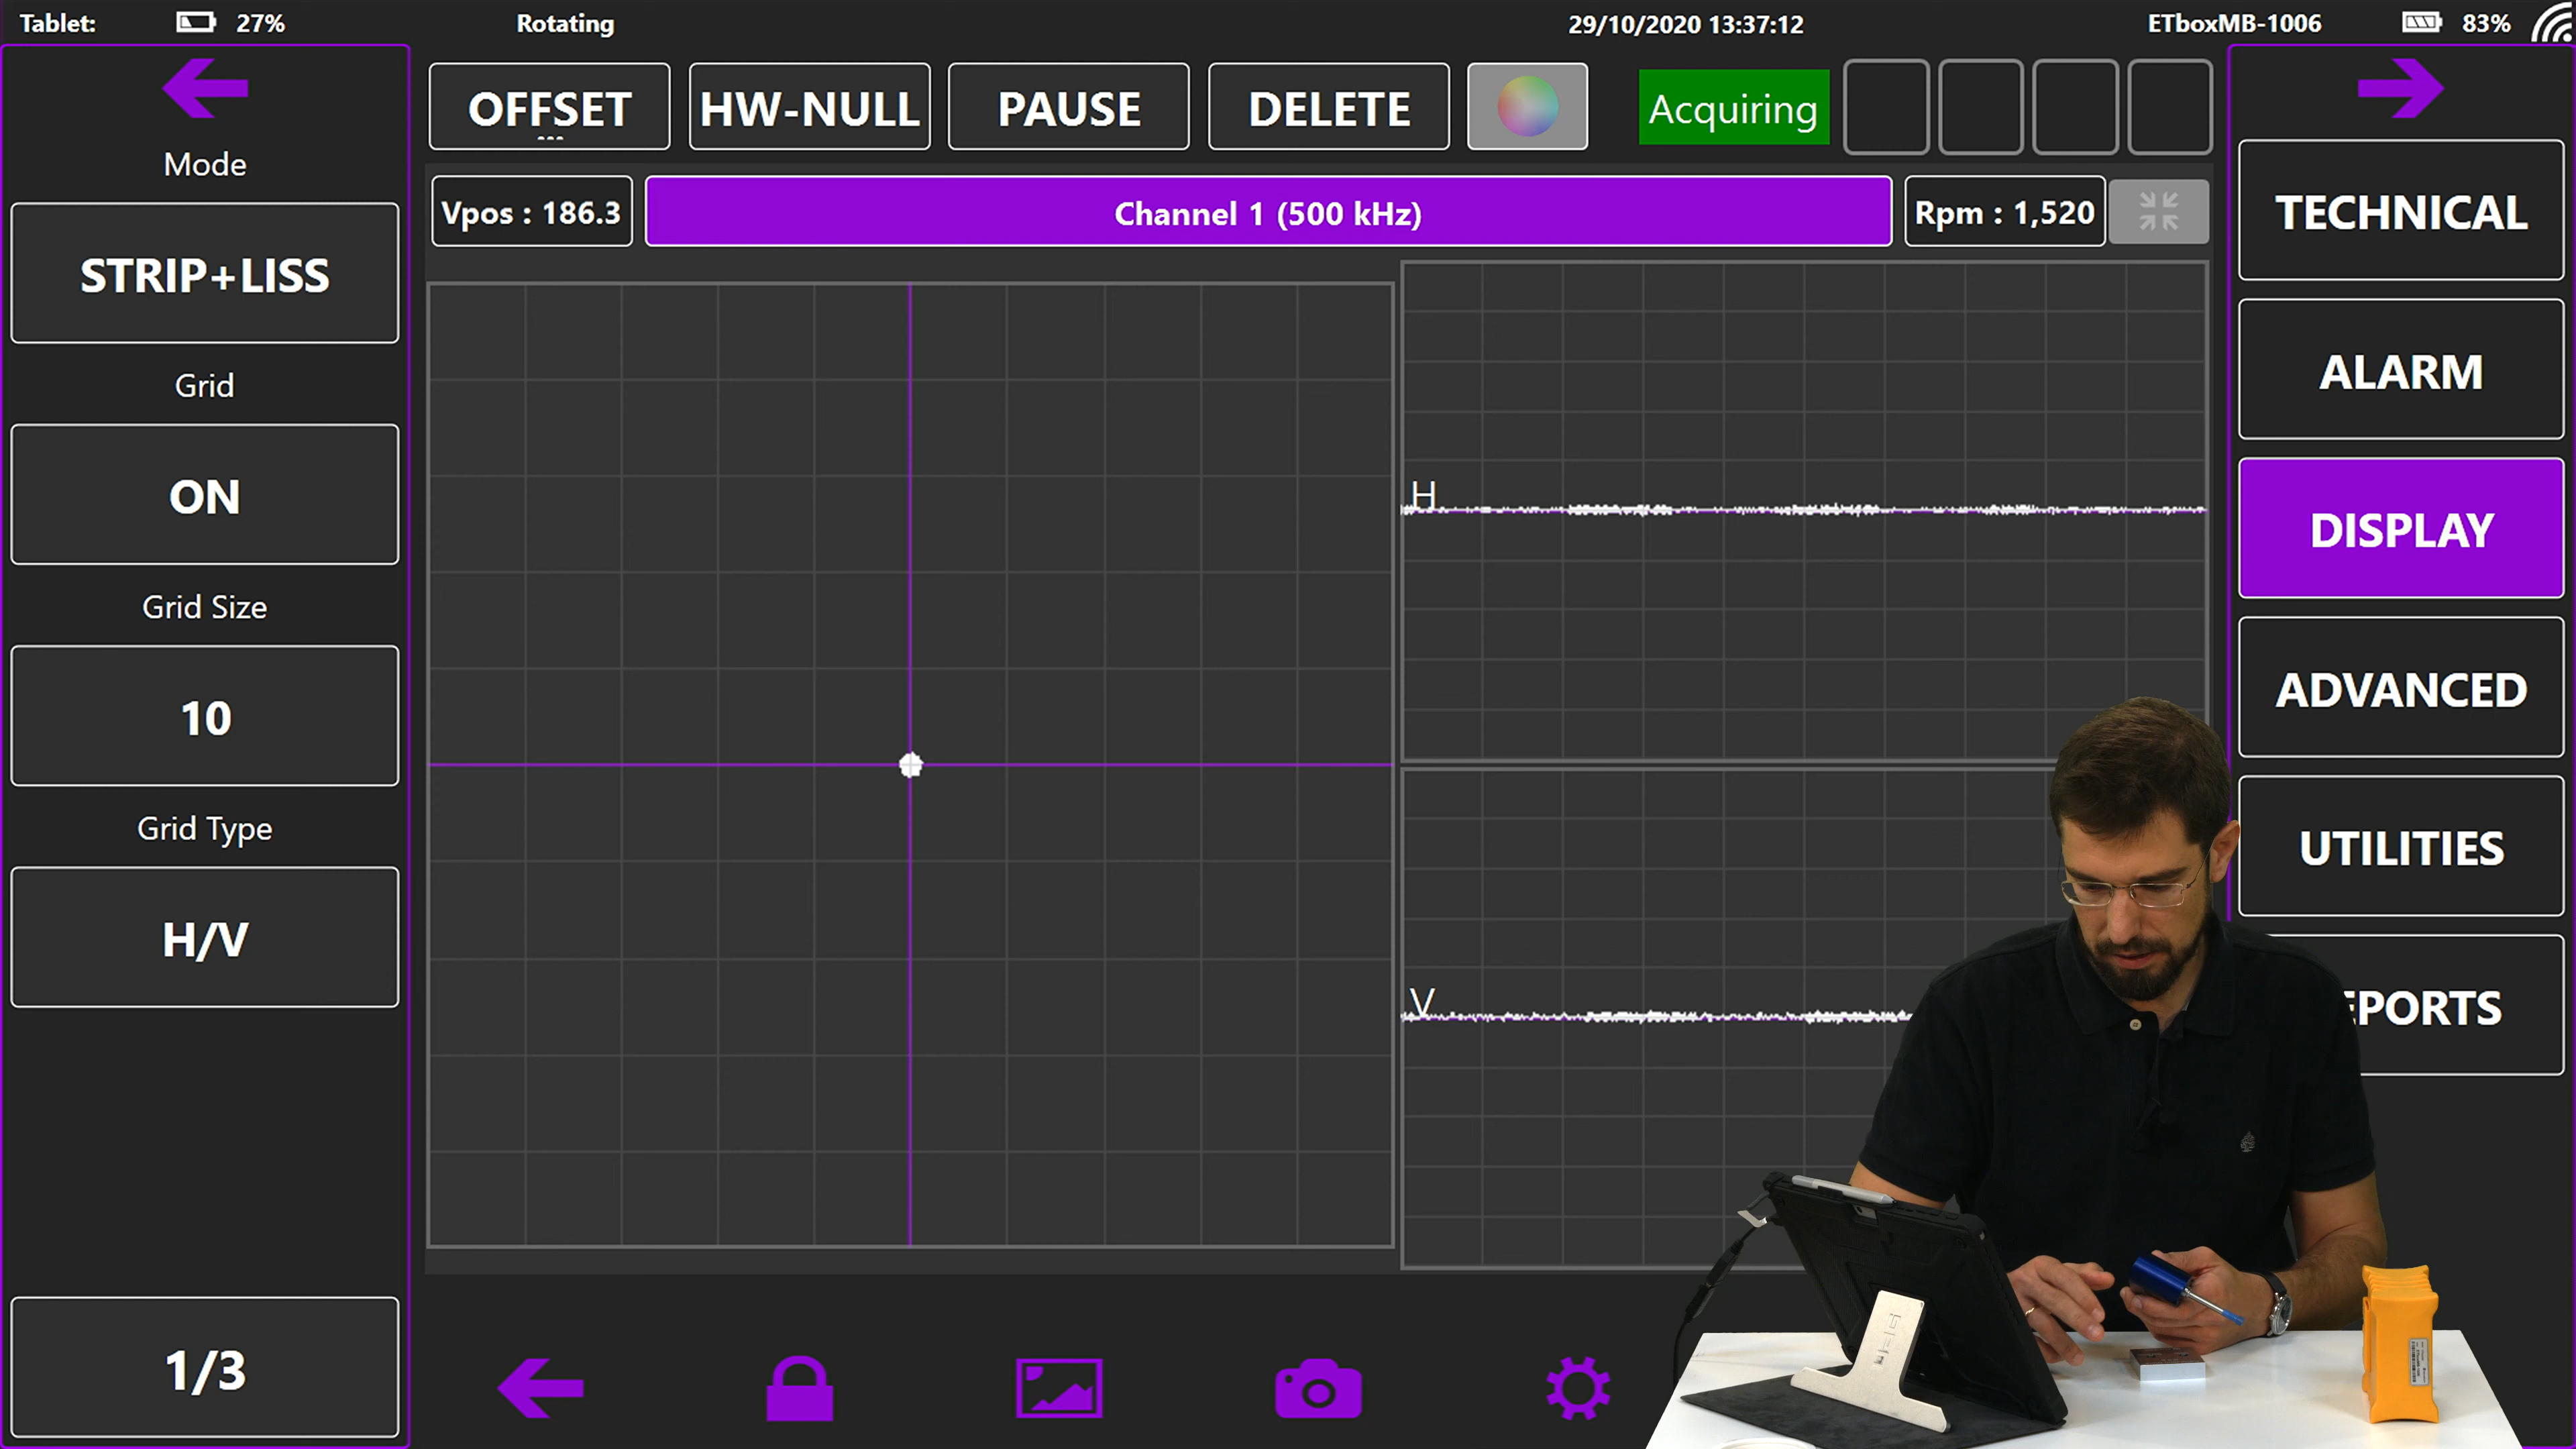 Tablet: 27% Rotating 29/10/2020 13:37:12 ETboxMB-1006 83%
OFFSET
...
HW-NULL
PAUSE
DELETE
Acquiring
Vpos : 186.3
Channel 1 (500 kHz)
Rpm : 1,520
Mode
STRIP+LISS
Grid
ON
Grid Size
10
Grid Type
H/V
1/3
H
V
TECHNICAL
ALARM
DISPLAY
ADVANCED
UTILITIES
EPORTS